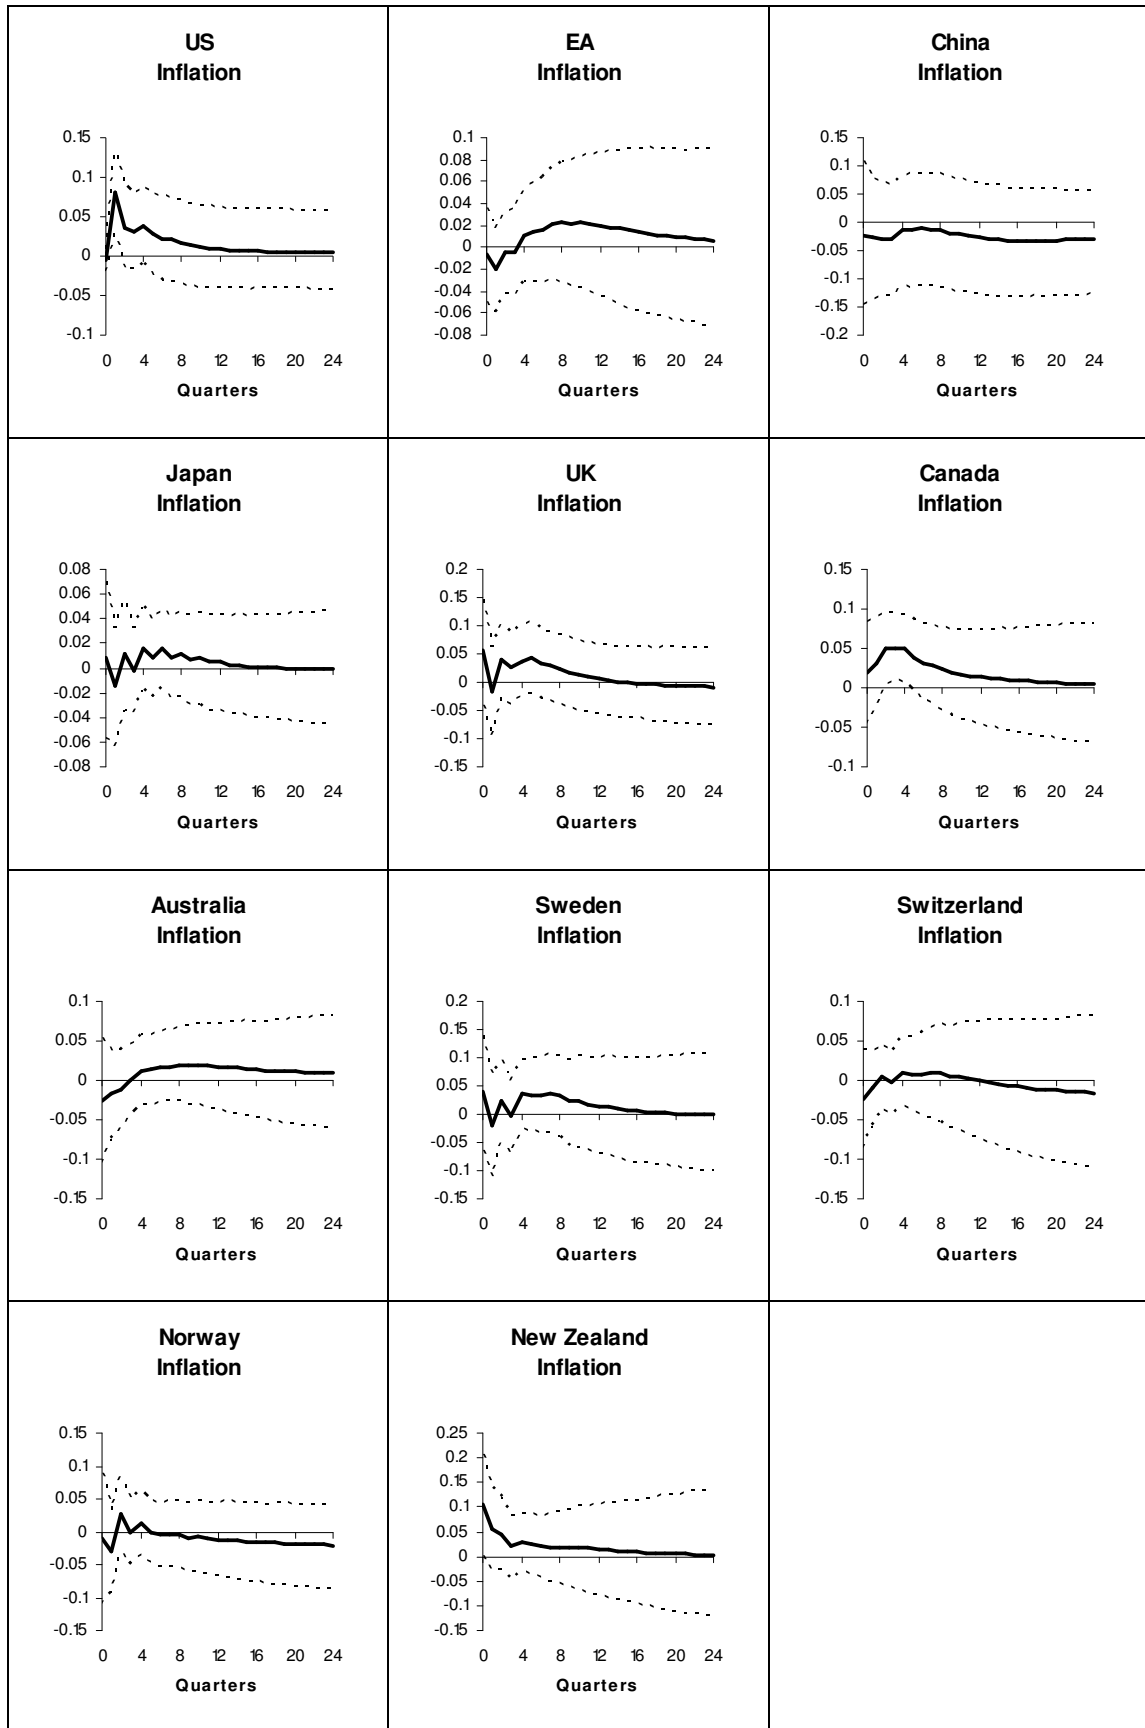 US
Inflation
0.15
0.1
0.05
0
-0.05
-0.1
0 4 8 12 16 20 24
Quarters
EA
Inflation
0.1
0.08
0.06
0.04
0.02
0
-0.02
-0.04
-0.06
-0.08
0 4 8 12 16 20 24
Quarters
China
Inflation
0.15
0.1
0.05
0
-0.05
-0.1
-0.15
-0.2
0 4 8 12 16 20 24
Quarters
Japan
Inflation
0.08
0.06
0.04
0.02
0
-0.02
-0.04
-0.06
-0.08
0 4 8 12 16 20 24
Quarters
UK
Inflation
0.2
0.15
0.1
0.05
0
-0.05
-0.1
-0.15
0 4 8 12 16 20 24
Quarters
Canada
Inflation
0.15
0.1
0.05
0
-0.05
-0.1
0 4 8 12 16 20 24
Quarters
Australia
Inflation
0.1
0.05
0
-0.05
-0.1
-0.15
0 4 8 12 16 20 24
Quarters
Sweden
Inflation
0.2
0.15
0.1
0.05
0
-0.05
-0.1
-0.15
0 4 8 12 16 20 24
Quarters
Switzerland
Inflation
0.1
0.05
0
-0.05
-0.1
-0.15
0 4 8 12 16 20 24
Quarters
Norway
Inflation
0.15
0.1
0.05
0
-0.05
-0.1
-0.15
0 4 8 12 16 20 24
Quarters
New Zealand
Inflation
0.25
0.2
0.15
0.1
0.05
0
-0.05
-0.1
-0.15
0 4 8 12 16 20 24
Quarters